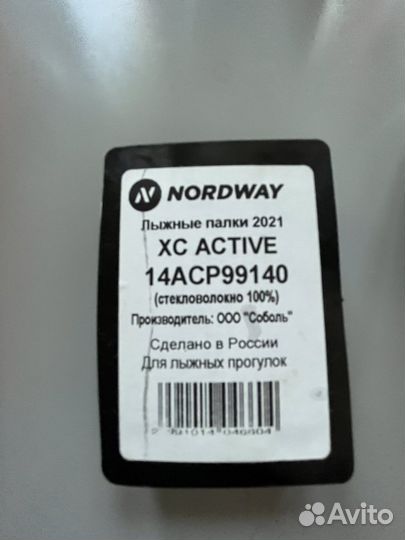 NORDWAY
Лыжные палки 2021
XC ACTIVE
14ACP99140
(стекловолокно 100%)
Производитель: ООО "Соболь"
Сделано в России
Для лыжных прогулок
Avito